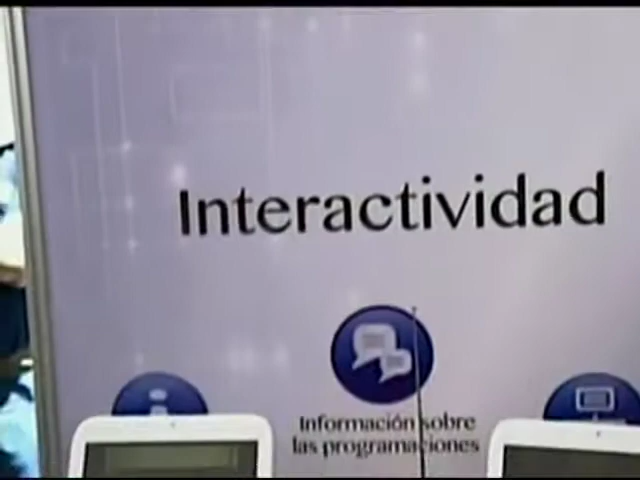 Interactividad
Información sobre
las programaciones